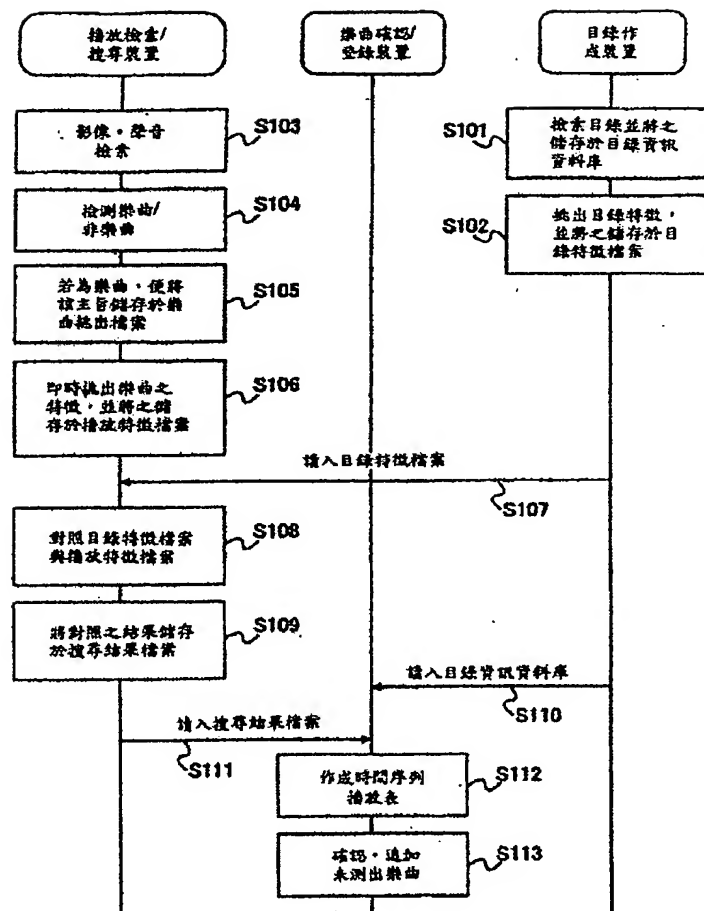 播放檢索/
搜尋裝置
樂曲確認/
登錄裝置
目錄作
成裝置
影像·聲音
檢索
S103
S101
檢索目錄並將之
儲存於目錄資訊
資料庫
檢測樂曲/
非樂曲
S104
S102
挑出目錄特徵，
並將之儲存於目
錄特徵檔案
若為樂曲，便將
該主旨儲存於樂
曲挑出檔案
S105
即時挑出樂曲之
特徵，並將之儲
存於播放特徵檔案
S106
讀入目錄特徵檔案
S107
對照目錄特徵檔案
與播放特徵檔案
S108
將對照之結果儲存
於搜尋結果檔案
S109
讀入目錄資訊資料庫
S110
讀入搜尋結果檔案
S111
作成時間序列
播放表
S112
確認·追加
未測出樂曲
S113